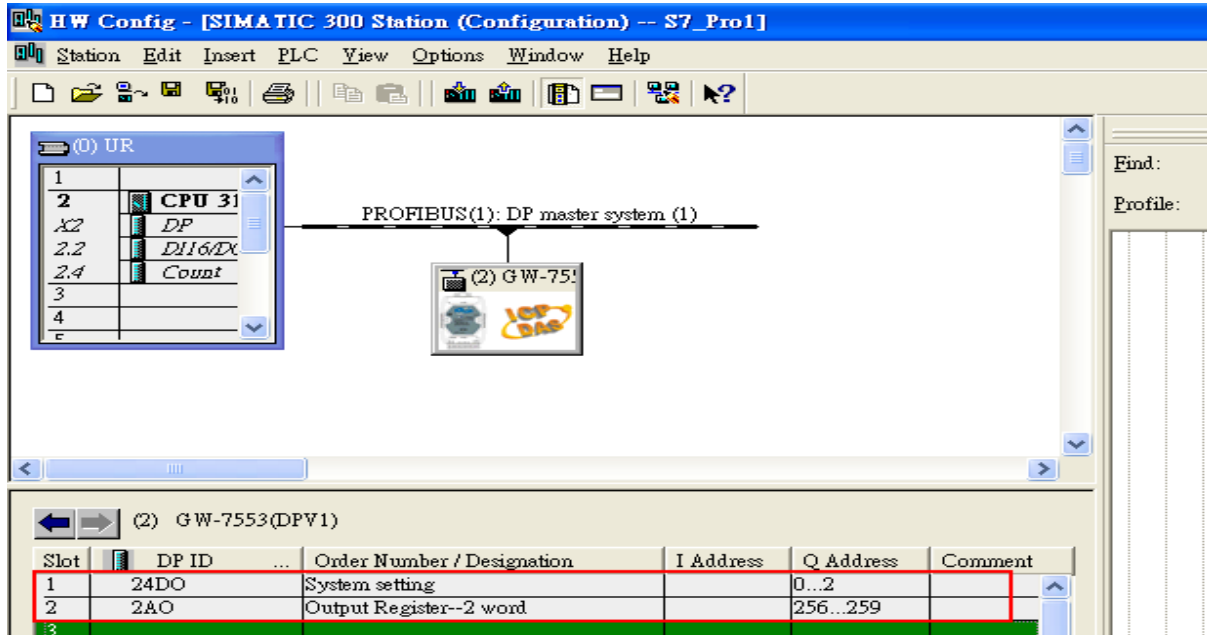 HW Config - [SIMATIC 300 Station (Configuration) -- S7_Pro1]
Station Edit Insert PLC View Options Window Help
(0) UR
1
2 CPU 31
X2 DP
2.2 DI16/DO
2.4 Count
3
4
PROFIBUS(1): DP master system (1)
(2) GW-755
ICP
DAS
Find:
Profile:
(2) GW-7553(DPV1)
Slot DP ID ... Order Number / Designation I Address Q Address Comment
1 24DO System setting 0...2
2 2AO Output Register--2 word 256...259
3